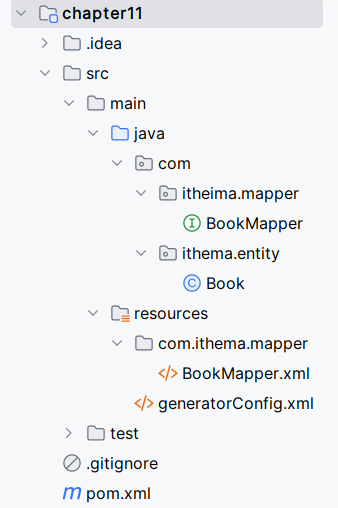 chapter11
.idea
src
main
java
com
itheima.mapper
I BookMapper
ithema.entity
C Book
resources
com.ithema.mapper
</> BookMapper.xml
</> generatorConfig.xml
test
.gitignore
m pom.xml